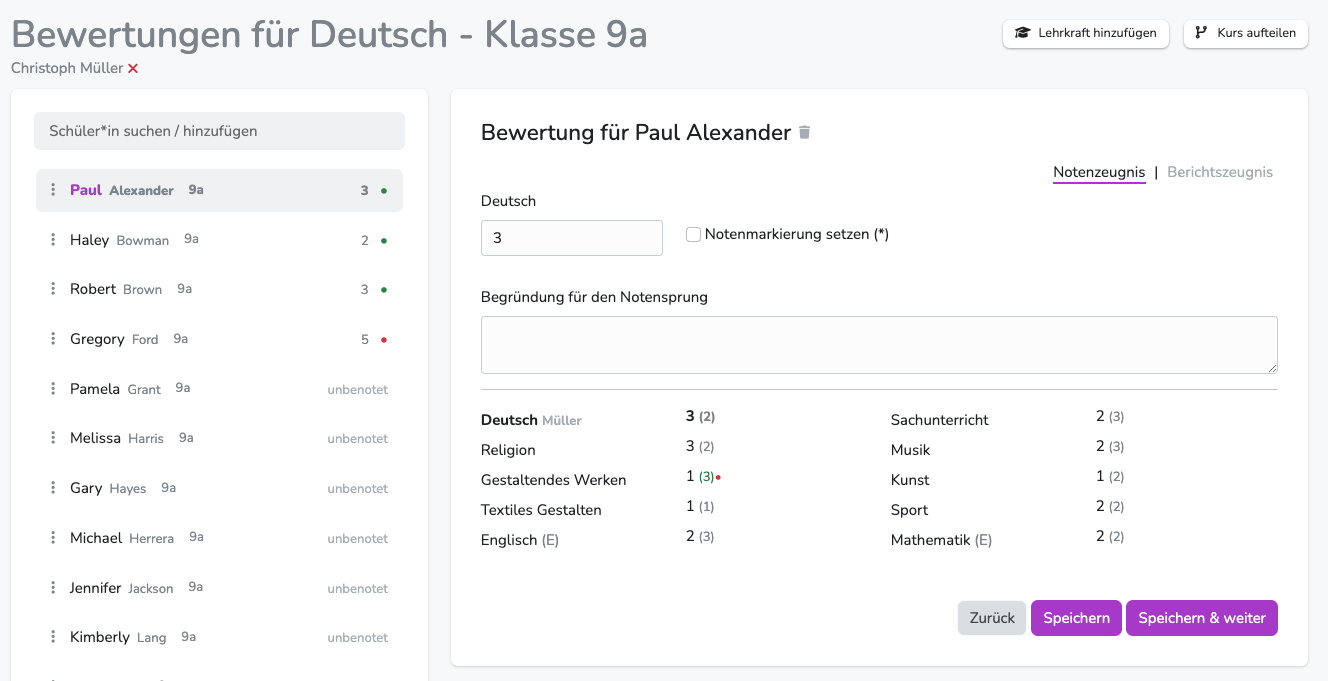 Bewertungen für Deutsch - Klasse 9a
Christoph Müller
Lehrkraft hinzufügen
Kurs aufteilen
Schüler*in suchen / hinzufügen
Paul Alexander 9a 3
Haley Bowman 9a 2
Robert Brown 9a 3
Gregory Ford 9a 5
Pamela Grant 9a unbenotet
Melissa Harris 9a unbenotet
Gary Hayes 9a unbenotet
Michael Herrera 9a unbenotet
Jennifer Jackson 9a unbenotet
Kimberly Lang 9a unbenotet
Bewertung für Paul Alexander
Notenzeugnis | Berichtszeugnis
Deutsch
3
Notenmarkierung setzen (*)
Begründung für den Notensprung
Deutsch Müller 3 (2)
Religion 3 (2)
Gestaltendes Werken 1 (3)
Textiles Gestalten 1 (1)
Englisch (E) 2 (3)
Sachunterricht 2 (3)
Musik 2 (3)
Kunst 1 (2)
Sport 2 (2)
Mathematik (E) 2 (2)
Zurück
Speichern
Speichern & weiter